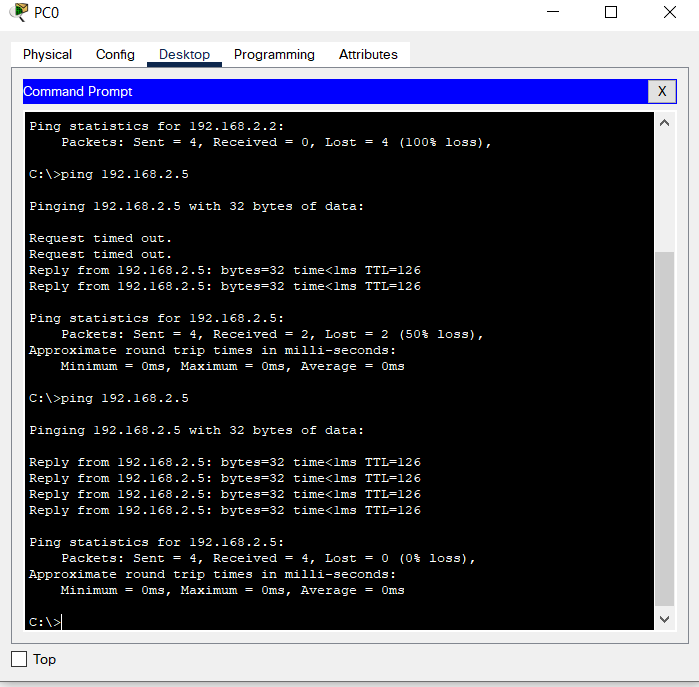 PC0
Physical Config Desktop Programming Attributes
Command Prompt X
Ping statistics for 192.168.2.2:
    Packets: Sent = 4, Received = 0, Lost = 4 (100% loss),
C:\>ping 192.168.2.5
Pinging 192.168.2.5 with 32 bytes of data:
Request timed out.
Request timed out.
Reply from 192.168.2.5: bytes=32 time<1ms TTL=126
Reply from 192.168.2.5: bytes=32 time<1ms TTL=126
Ping statistics for 192.168.2.5:
    Packets: Sent = 4, Received = 2, Lost = 2 (50% loss),
Approximate round trip times in milli-seconds:
    Minimum = 0ms, Maximum = 0ms, Average = 0ms
C:\>ping 192.168.2.5
Pinging 192.168.2.5 with 32 bytes of data:
Reply from 192.168.2.5: bytes=32 time<1ms TTL=126
Reply from 192.168.2.5: bytes=32 time<1ms TTL=126
Reply from 192.168.2.5: bytes=32 time<1ms TTL=126
Reply from 192.168.2.5: bytes=32 time<1ms TTL=126
Ping statistics for 192.168.2.5:
    Packets: Sent = 4, Received = 4, Lost = 0 (0% loss),
Approximate round trip times in milli-seconds:
    Minimum = 0ms, Maximum = 0ms, Average = 0ms
C:\>
Top